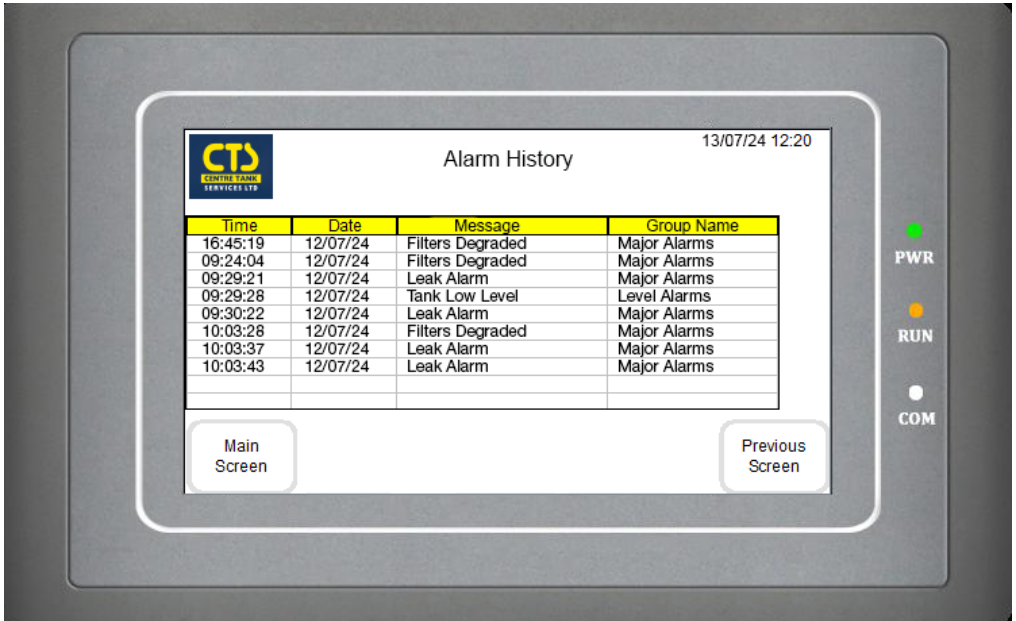 13/07/24 12:20
CTS
CENTRE TANK
SERVICES LTD
Alarm History
Time Date Message Group Name
16:45:19 12/07/24 Filters Degraded Major Alarms
09:24:04 12/07/24 Filters Degraded Major Alarms
09:29:21 12/07/24 Leak Alarm Major Alarms
09:29:28 12/07/24 Tank Low Level Level Alarms
09:30:22 12/07/24 Leak Alarm Major Alarms
10:03:28 12/07/24 Filters Degraded Major Alarms
10:03:37 12/07/24 Leak Alarm Major Alarms
10:03:43 12/07/24 Leak Alarm Major Alarms
Main
Screen
Previous
Screen
PWR
RUN
COM